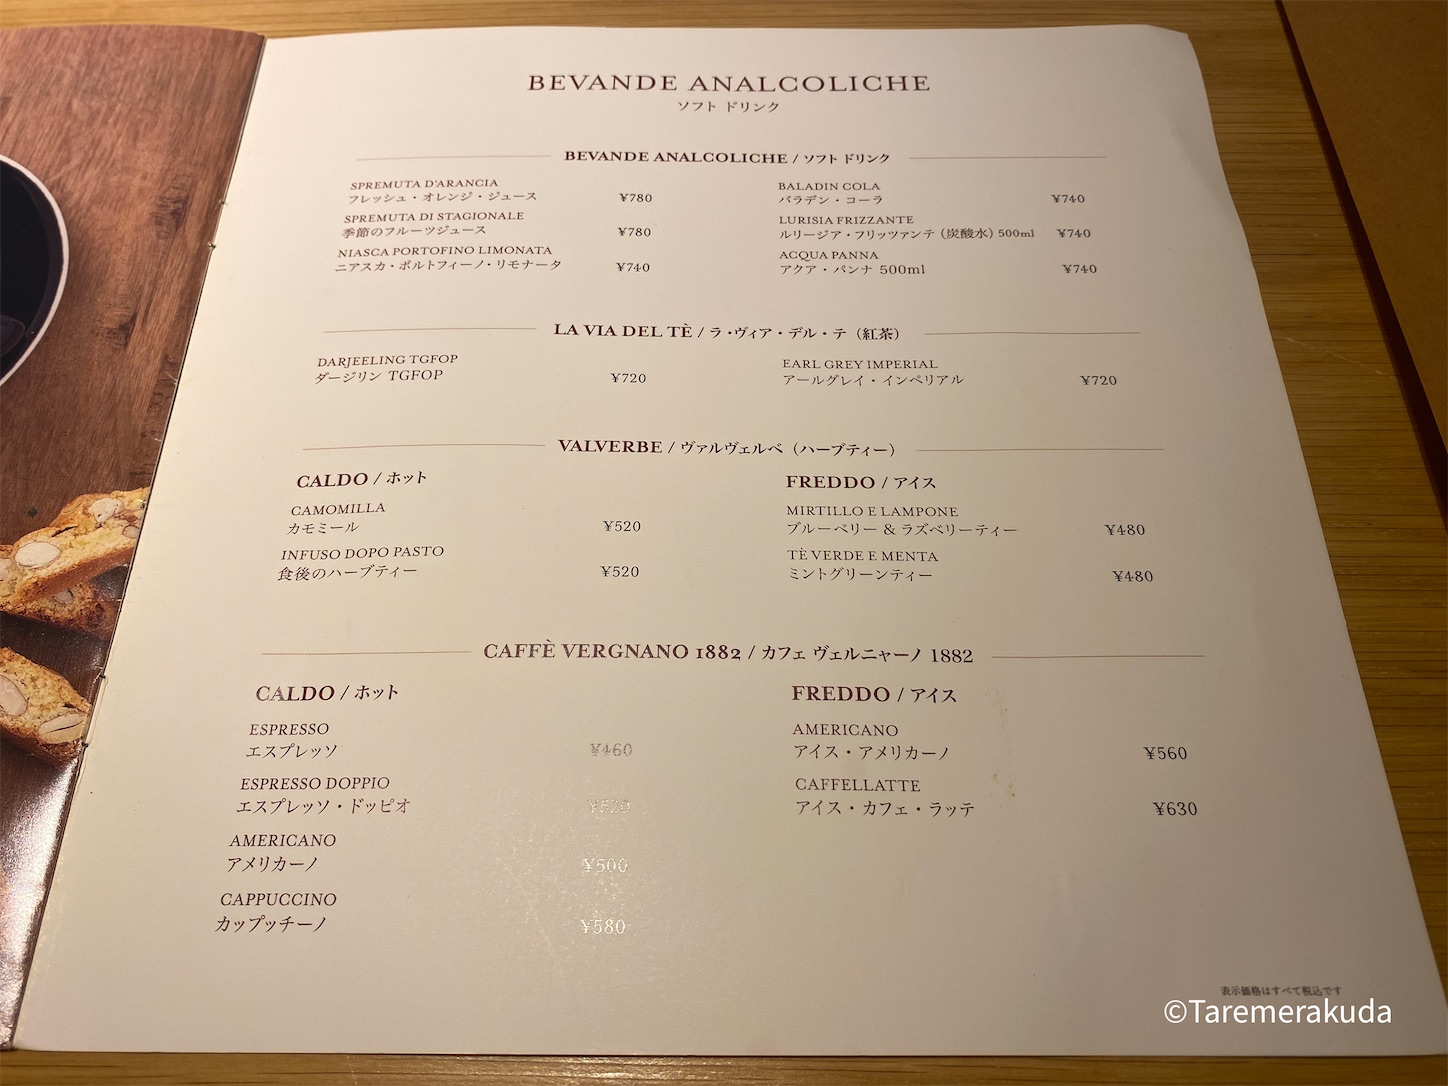 BEVANDE ANALCOLICHE
ソフト ドリンク
BEVANDE ANALCOLICHE / ソフト ドリンク
SPREMUTA D'ARANCIA
フレッシュ・オレンジ・ジュース ¥780
SPREMUTA DI STAGIONALE
季節のフルーツジュース ¥780
NIASCA PORTOFINO LIMONATA
ニアスカ・ポルトフィーノ・リモナータ ¥740
BALADIN COLA
バラデン・コーラ ¥740
LURISIA FRIZZANTE
ルリージア・フリッツァンテ (炭酸水) 500ml ¥740
ACQUA PANNA
アクア・パンナ 500ml ¥740
LA VIA DEL TÈ / ラ・ヴィア・デル・テ（紅茶）
DARJEELING TGFOP
ダージリン TGFOP ¥720
EARL GREY IMPERIAL
アールグレイ・インペリアル ¥720
VALVERBE / ヴァルヴェルベ（ハーブティー）
CALDO / ホット
CAMOMILLA
カモミール ¥520
INFUSO DOPO PASTO
食後のハーブティー ¥520
FREDDO / アイス
MIRTILLO E LAMPONE
ブルーベリー & ラズベリーティー ¥480
TÈ VERDE E MENTA
ミントグリーンティー ¥480
CAFFÈ VERGNANO 1882 / カフェ ヴェルニャーノ 1882
CALDO / ホット
ESPRESSO
エスプレッソ ¥460
ESPRESSO DOPPIO
エスプレッソ・ドッピオ
AMERICANO
アメリカーノ ¥500
CAPPUCCINO
カップッチーノ ¥580
FREDDO / アイス
AMERICANO
アイス・アメリカーノ ¥560
CAFFELLATTE
アイス・カフェ・ラッテ ¥630
表示価格はすべて税込です
©Taremerakuda